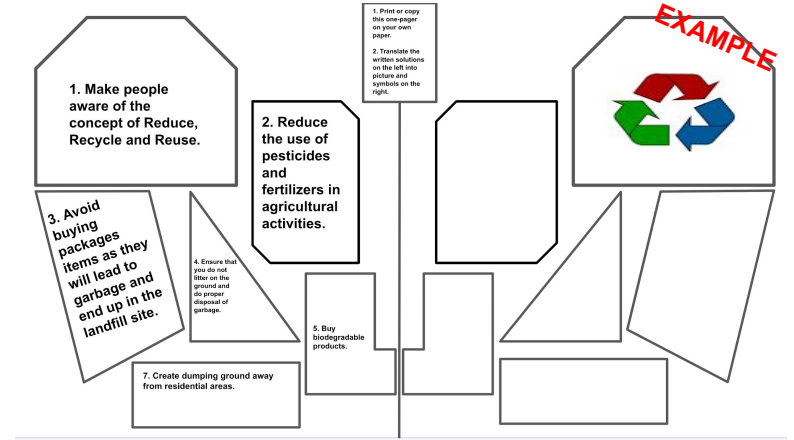 1. Print or copy
this one-pager
on your own
paper.
2. Translate the
written solutions
on the left into
picture and
symbols on the
right.
EXAMPLE
1. Make people
aware of the
concept of Reduce,
Recycle and Reuse.
2. Reduce
the use of
pesticides
and
fertilizers in
agricultural
activities.
3. Avoid
buying
packages
items as they
will lead to
garbage and
end up in the
landfill site.
4. Ensure that
you do not
litter on the
ground and
do proper
disposal of
garbage.
5. Buy
biodegradable
products.
7. Create dumping ground away
from residential areas.